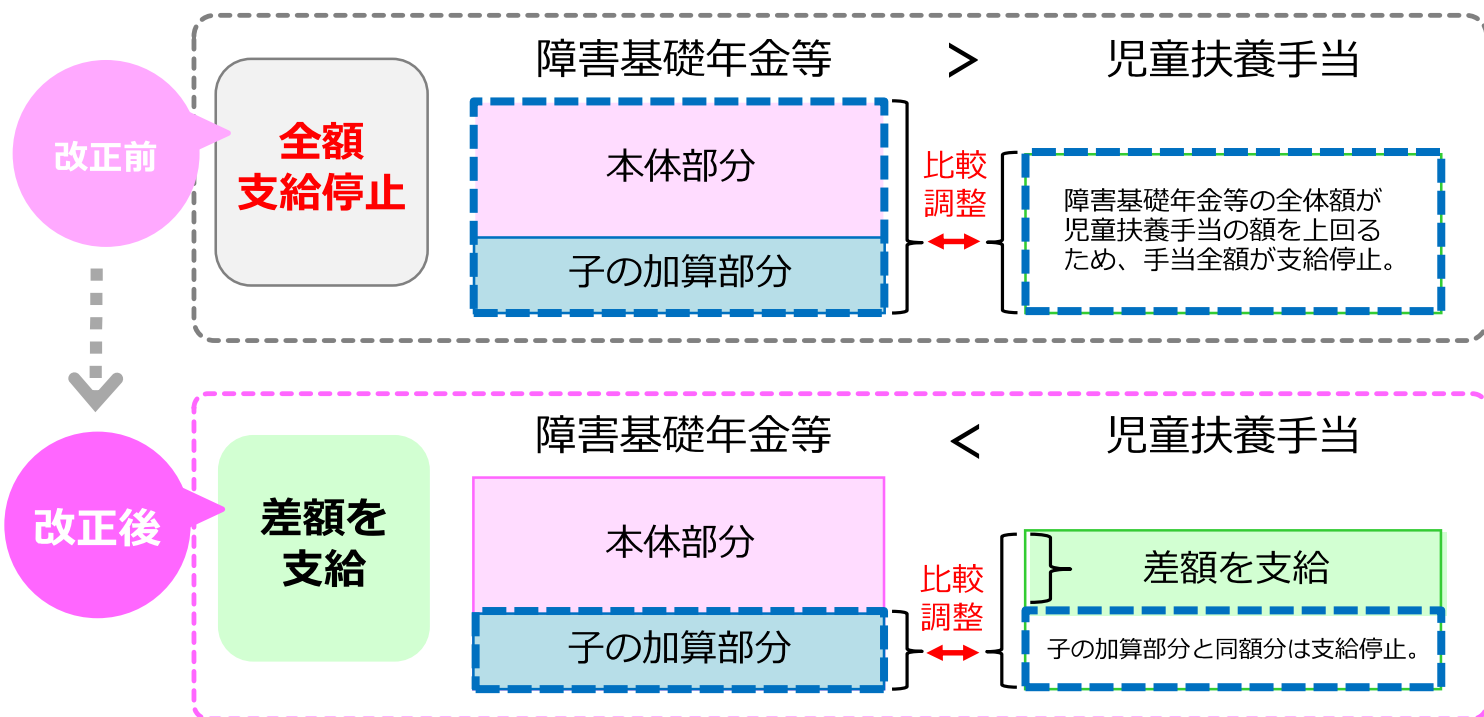 改正前
全額
支給停止
障害基礎年金等 > 児童扶養手当
本体部分
子の加算部分
比較
調整
障害基礎年金等の全体額が
児童扶養手当の額を上回る
ため、手当全額が支給停止。
改正後
差額を
支給
障害基礎年金等 < 児童扶養手当
本体部分
子の加算部分
比較
調整
差額を支給
子の加算部分と同額分は支給停止。